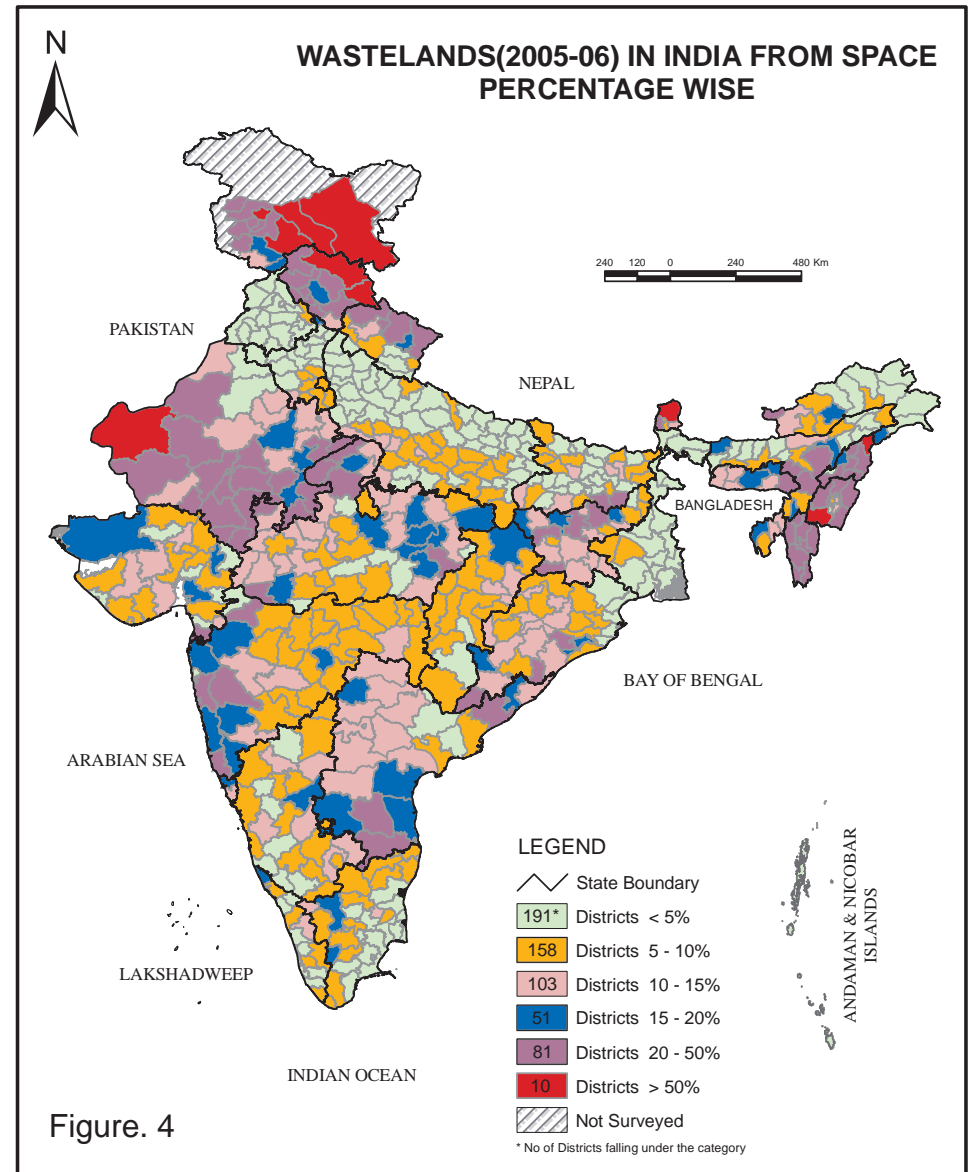 N
WASTELANDS(2005-06) IN INDIA FROM SPACE
PERCENTAGE WISE
240 120 0 240 480 Km
PAKISTAN
NEPAL
BANGLADESH
BAY OF BENGAL
ARABIAN SEA
LAKSHADWEEP
INDIAN OCEAN
ANDAMAN & NICOBAR
ISLANDS
LEGEND
State Boundary
191* Districts < 5%
158 Districts 5 - 10%
103 Districts 10 - 15%
51 Districts 15 - 20%
81 Districts 20 - 50%
10 Districts > 50%
Not Surveyed
* No of Districts falling under the category
Figure. 4